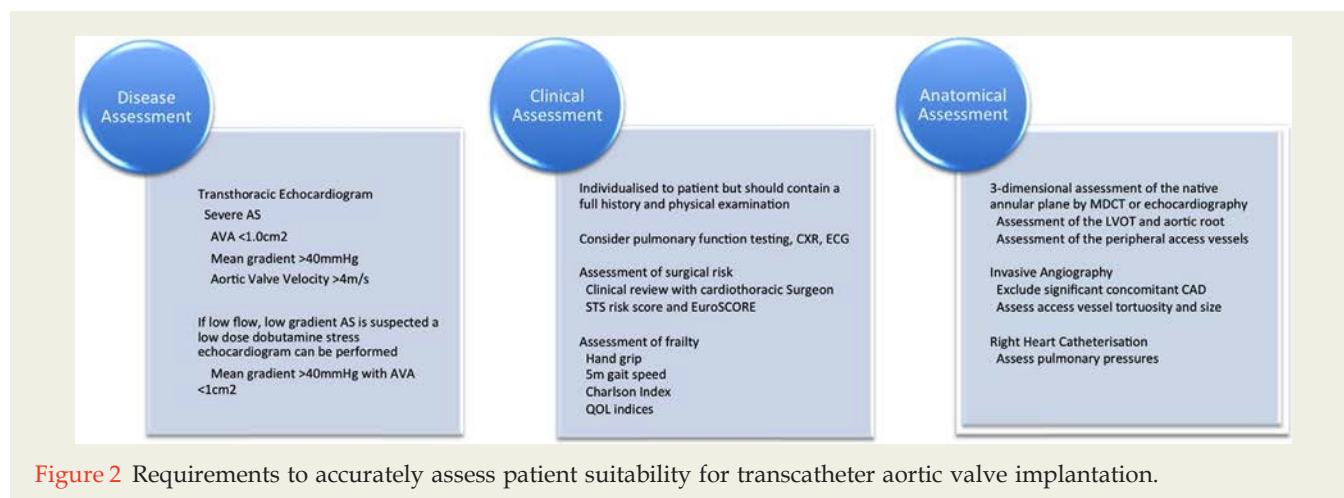 Disease
Assessment
Transthoracic Echocardiogram
Severe AS
AVA <1.0cm2
Mean gradient >40mmHg
Aortic Valve Velocity >4m/s
If low flow, low gradient AS is suspected a
low dose dobutamine stress
echocardiogram can be performed
Mean gradient >40mmHg with AVA
<1cm2
Clinical
Assessment
Individualised to patient but should contain a
full history and physical examination
Consider pulmonary function testing, CXR, ECG
Assessment of surgical risk
Clinical review with cardiothoracic Surgeon
STS risk score and EuroSCORE
Assessment of frailty
Hand grip
5m gait speed
Charlson Index
QOL indices
Anatomical
Assessment
3-dimensional assessment of the native
annular plane by MDCT or echocardiography
Assessment of the LVOT and aortic root
Assessment of the peripheral access vessels
Invasive Angiography
Exclude significant concomitant CAD
Assess access vessel tortuosity and size
Right Heart Catheterisation
Assess pulmonary pressures
Figure 2 Requirements to accurately assess patient suitability for transcatheter aortic valve implantation.